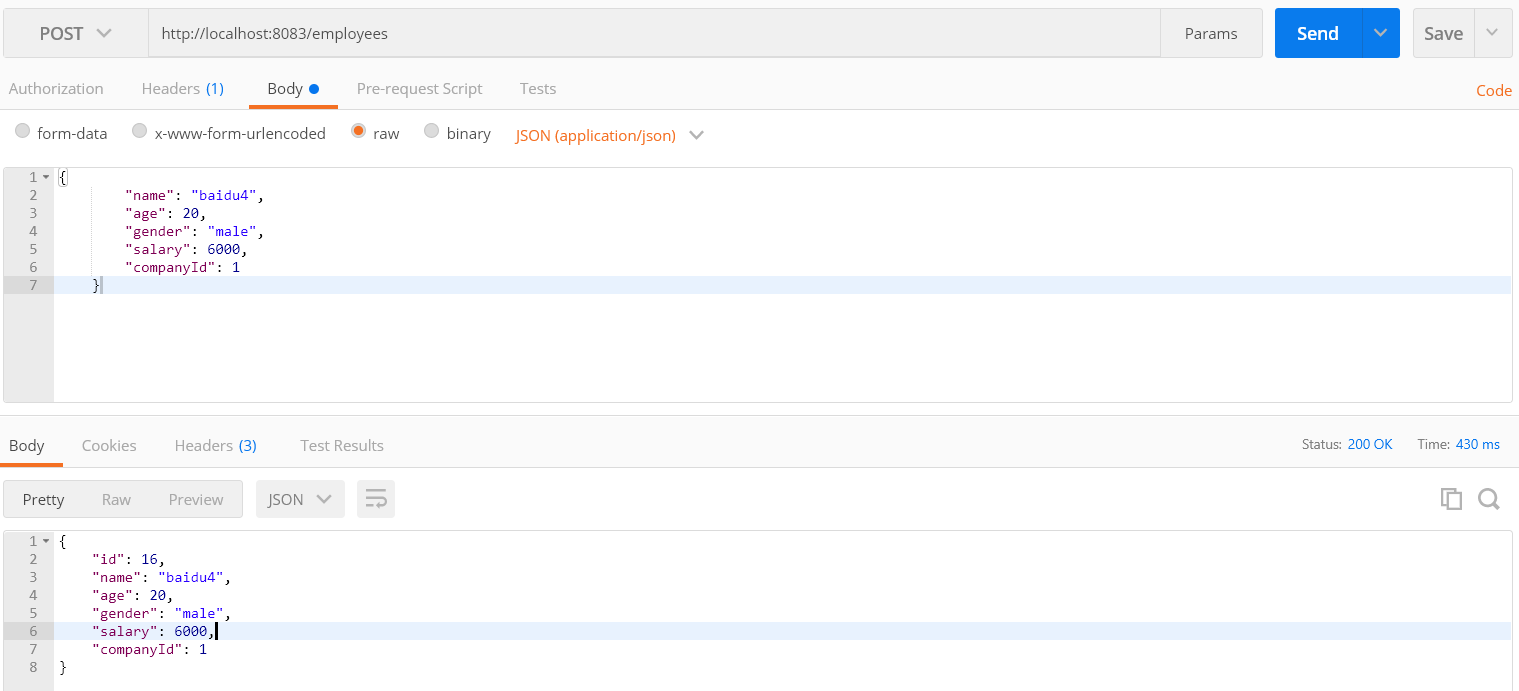 POST http://localhost:8083/employees Params Send Save
Authorization Headers (1) Body Pre-request Script Tests Code
form-data x-www-form-urlencoded raw binary JSON (application/json)
1 {
2 "name": "baidu4",
3 "age": 20,
4 "gender": "male",
5 "salary": 6000,
6 "companyId": 1
7 }
Body Cookies Headers (3) Test Results Status: 200 OK Time: 430 ms
Pretty Raw Preview JSON
1 {
2 "id": 16,
3 "name": "baidu4",
4 "age": 20,
5 "gender": "male",
6 "salary": 6000,
7 "companyId": 1
8 }